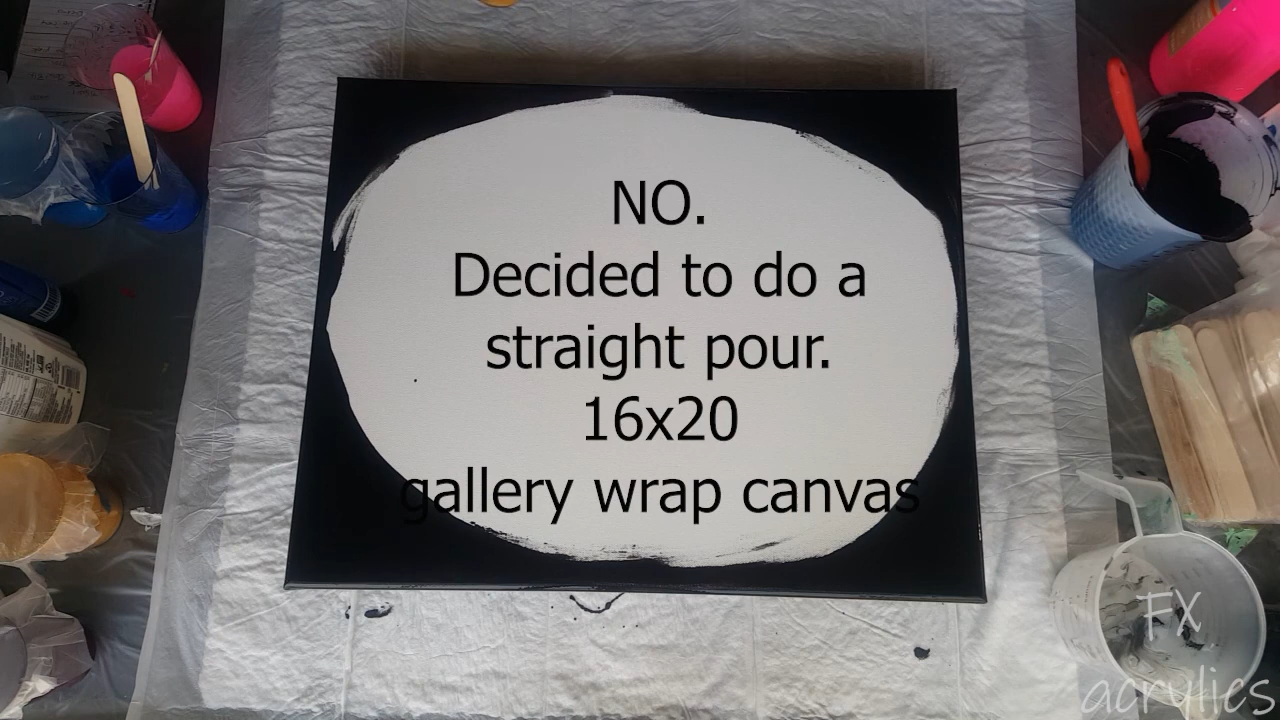 NO.
Decided to do a
straight pour.
16x20
gallery wrap canvas
FX
acrylics